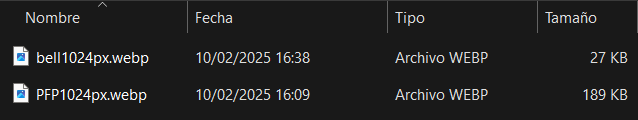 Nombre Fecha Tipo Tamaño
bell1024px.webp 10/02/2025 16:38 Archivo WEBP 27 KB
PFP1024px.webp 10/02/2025 16:09 Archivo WEBP 189 KB